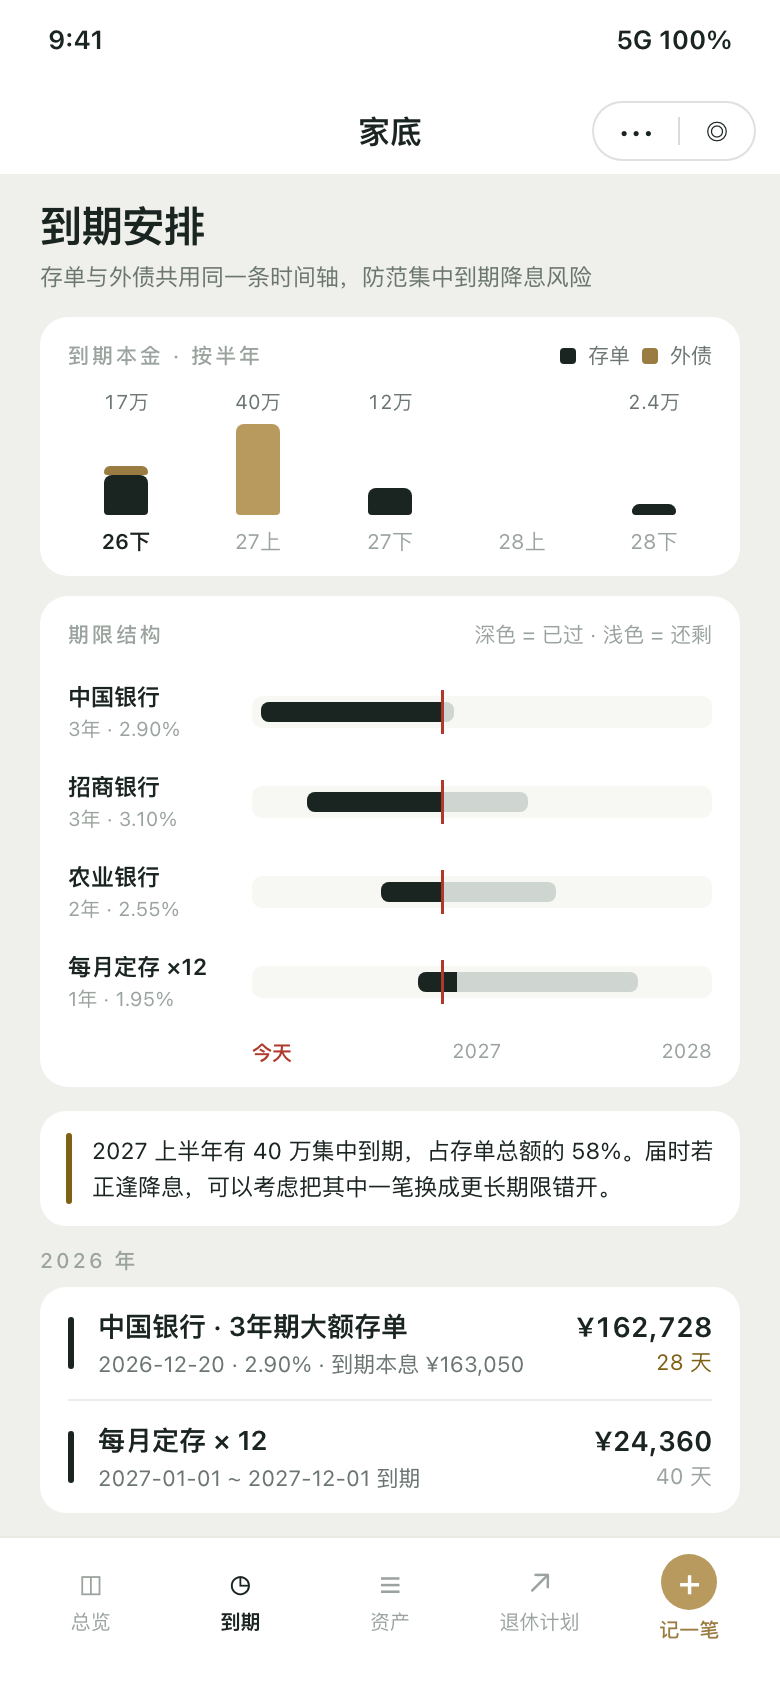 9:41
5G 100%
家底
到期安排
存单与外债共用同一条时间轴，防范集中到期降息风险
到期本金 · 按半年
存单 外债
17万 40万 12万 2.4万
26下 27上 27下 28上 28下
期限结构
深色 = 已过 · 浅色 = 还剩
中国银行
3年 · 2.90%
招商银行
3年 · 3.10%
农业银行
2年 · 2.55%
每月定存 ×12
1年 · 1.95%
今天 2027 2028
2027 上半年有 40 万集中到期，占存单总额的 58%。届时若
正逢降息，可以考虑把其中一笔换成更长期限错开。
2026 年
中国银行 · 3年期大额存单 ¥162,728
2026-12-20 · 2.90% · 到期本息 ¥163,050 28 天
每月定存 × 12 ¥24,360
2027-01-01 ~ 2027-12-01 到期 40 天
总览 到期 资产 退休计划 记一笔